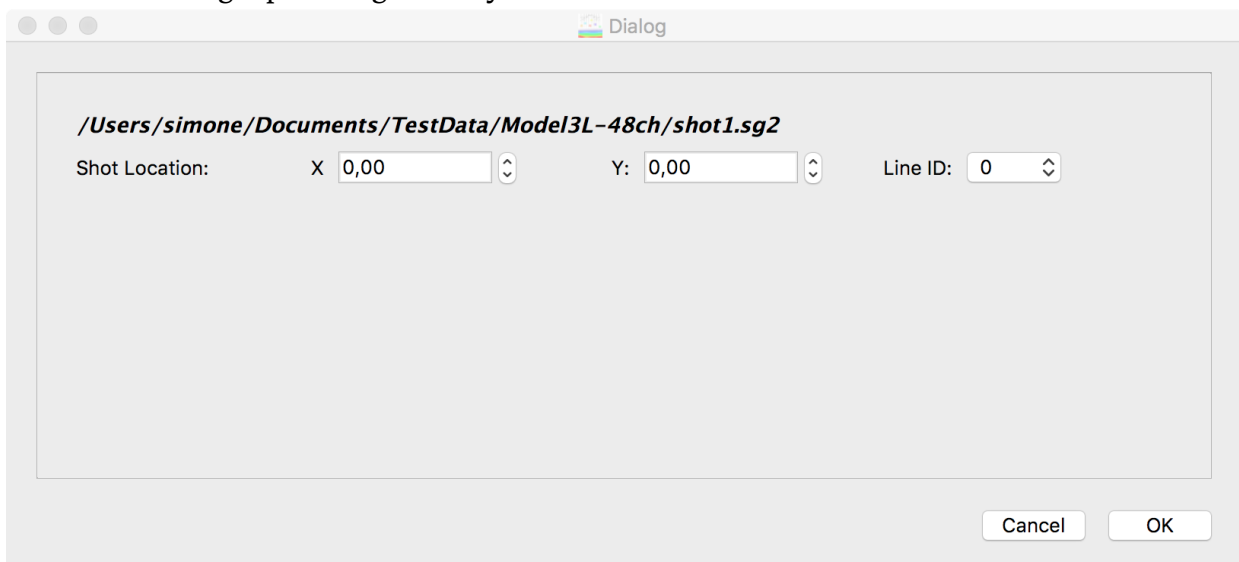 Dialog
/Users/simone/Documents/TestData/Model3L-48ch/shot1.sg2
Shot Location: X 0,00 Y: 0,00 Line ID: 0
Cancel OK